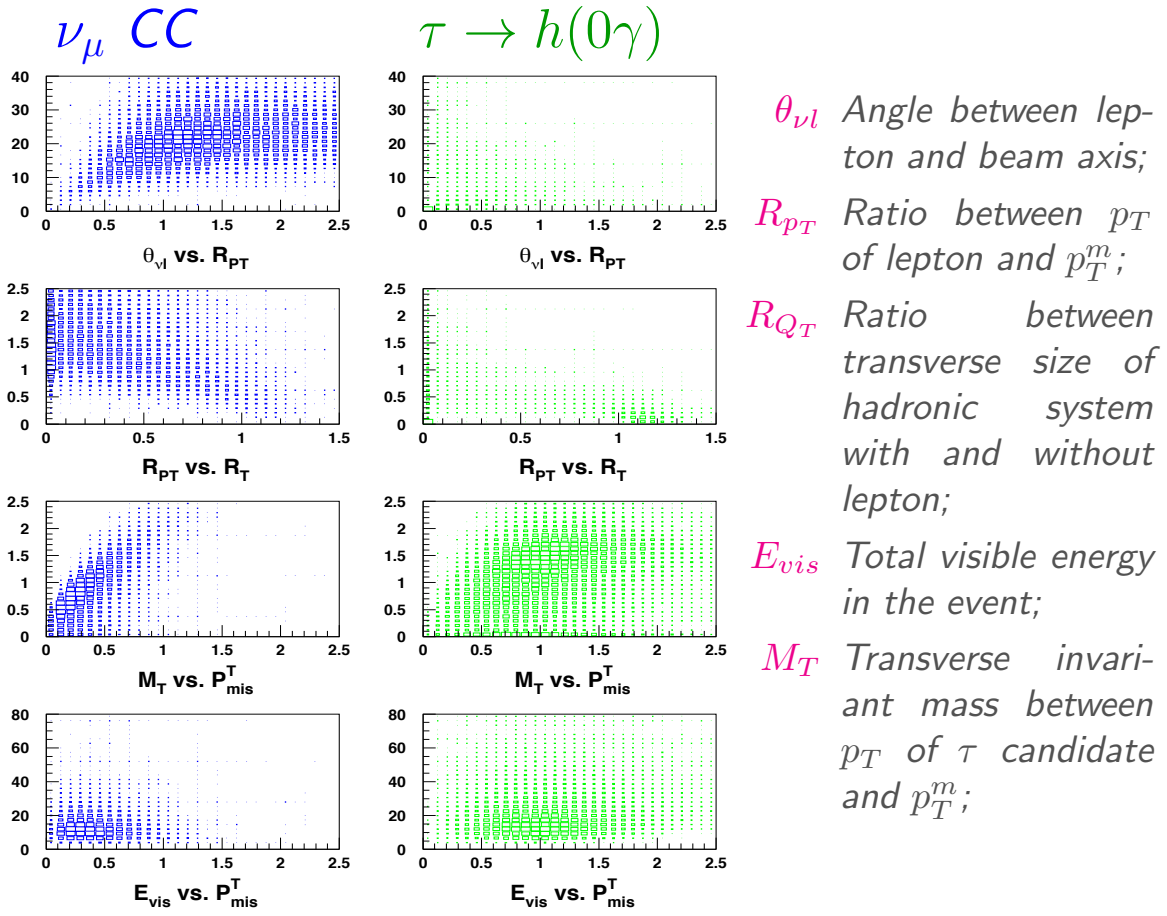 ν_μ CC
τ → h(0γ)
40
30
20
10
0
0 0.5 1 1.5 2 2.5
θ_νl vs. R_PT
40
30
20
10
0
0 0.5 1 1.5 2 2.5
θ_νl vs. R_PT
2.5
2
1.5
1
0.5
0
0.5 1 1.5
R_PT vs. R_T
2.5
2
1.5
1
0.5
0
0 0.5 1 1.5
R_PT vs. R_T
2.5
2
1.5
1
0.5
0
0 0.5 1 1.5 2 2.5
M_T vs. P^T_mis
2.5
2
1.5
1
0.5
0
0 0.5 1 1.5 2 2.5
M_T vs. P^T_mis
80
60
40
20
0
0 0.5 1 1.5 2 2.5
E_vis vs. P^T_mis
80
60
40
20
0
0 0.5 1 1.5 2 2.5
E_vis vs. P^T_mis
θ_νl Angle between lep-
ton and beam axis;
R_{p_T} Ratio between p_T
of lepton and p_T^m;
R_{Q_T} Ratio between
transverse size of
hadronic system
with and without
lepton;
E_vis Total visible energy
in the event;
M_T Transverse invari-
ant mass between
p_T of τ candidate
and p_T^m;